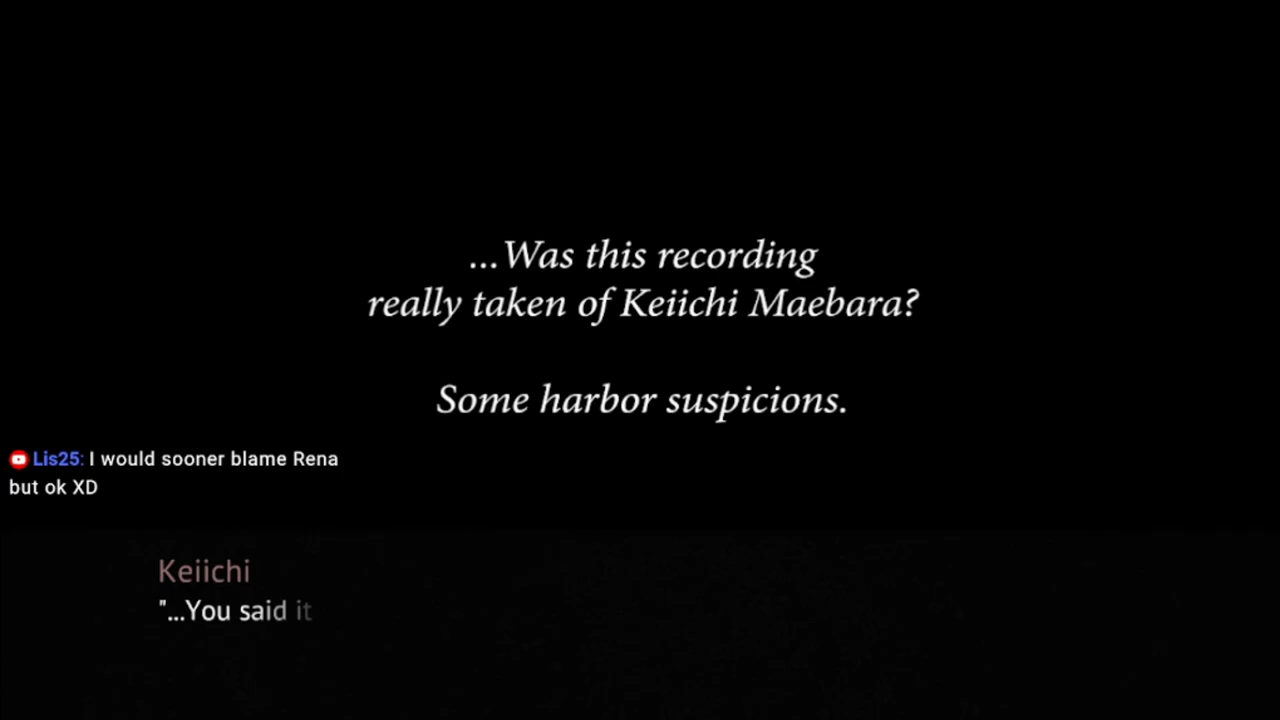 ...Was this recording
really taken of Keiichi Maebara?
Some harbor suspicions.
Lis25: I would sooner blame Rena
but ok XD
Keiichi
"...You said it